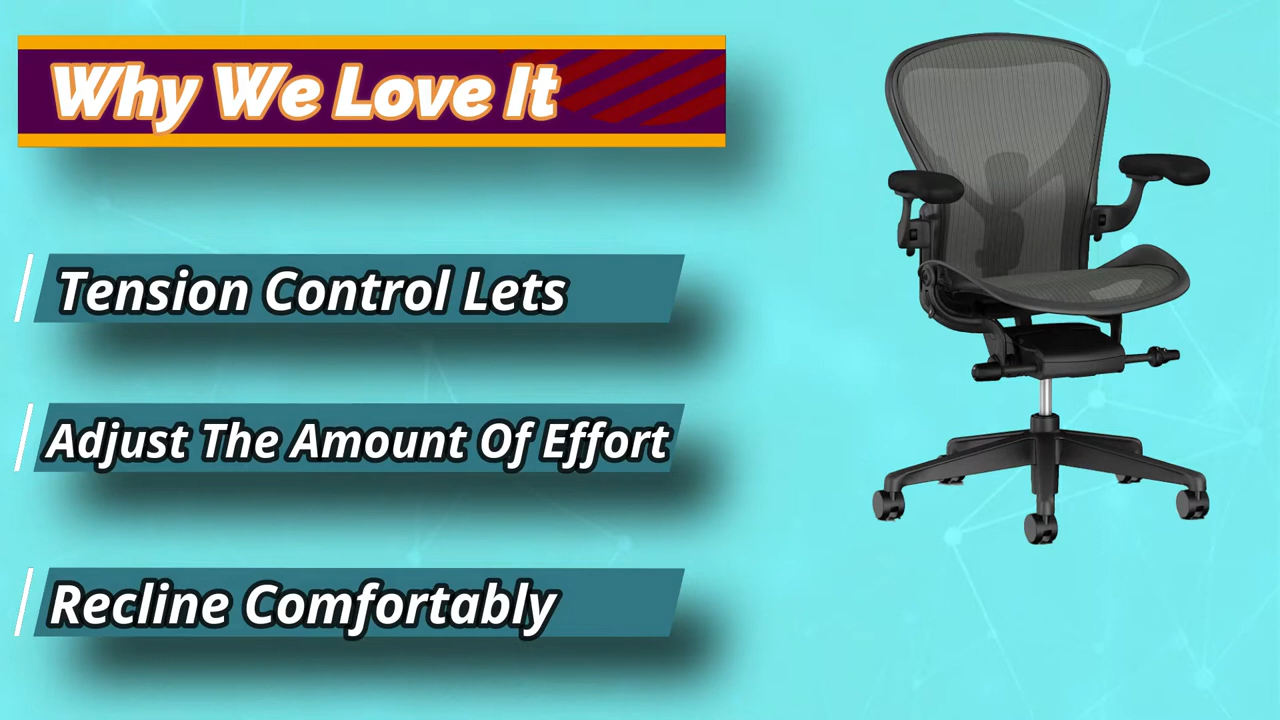 Why We Love It
Tension Control Lets
Adjust The Amount Of Effort
Recline Comfortably